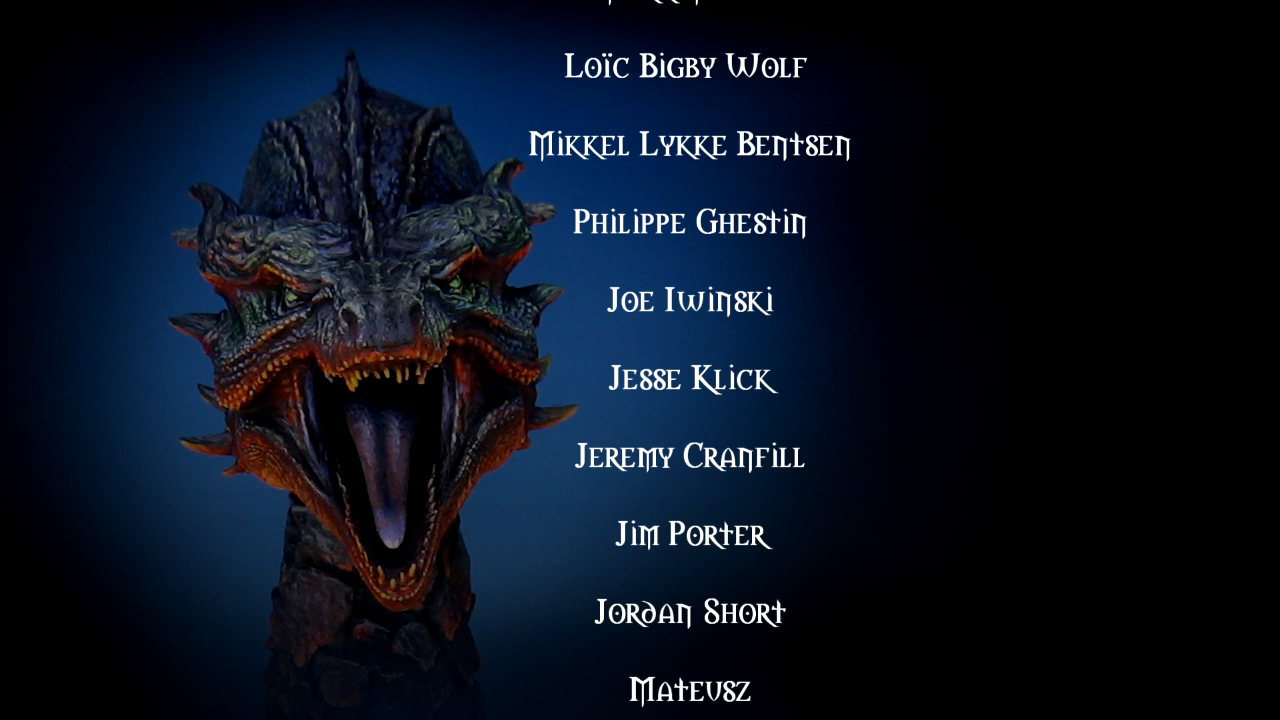 Loïc Bigby Wolf
Mikkel Lykke Bentsen
Philippe Ghestin
Joe Iwinski
Jesse Klick
Jeremy Cranfill
Jim Porter
Jordan Short
Mateusz